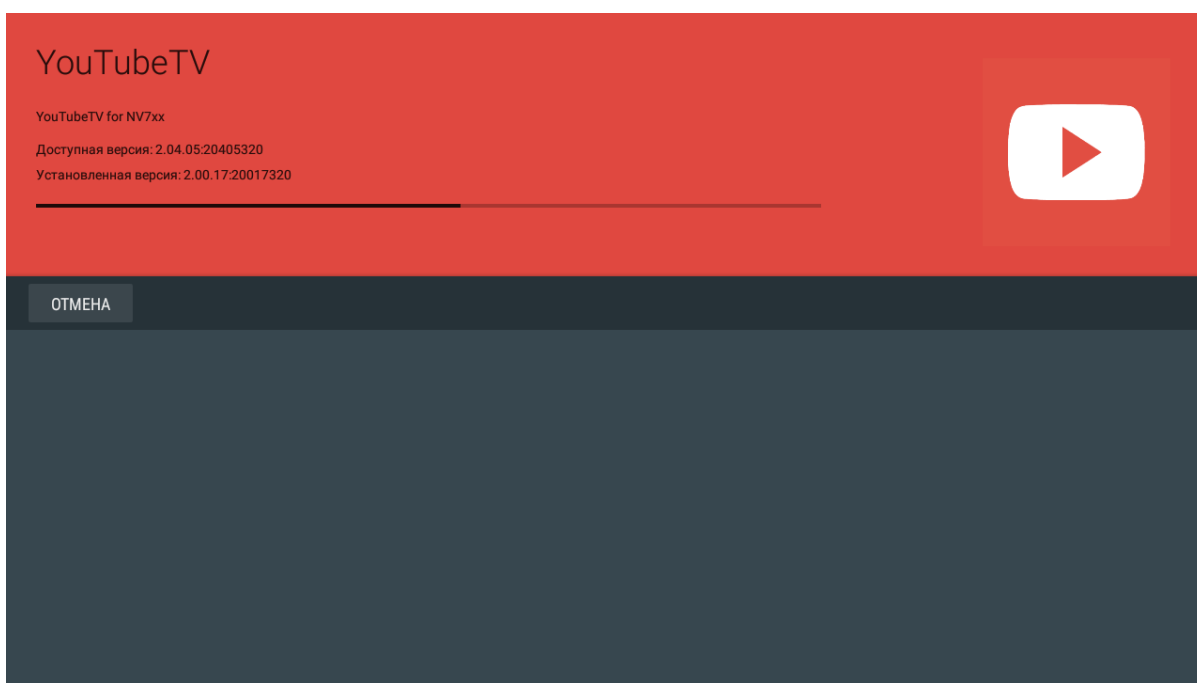 YouTubeTV
YouTubeTV for NV7xx
Доступная версия: 2.04.05:20405320
Установленная версия: 2.00.17:20017320
ОТМЕНА